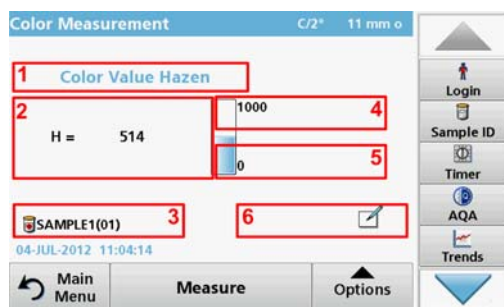 Color Measurement C/2° 11 mm o
1 Color Value Hazen
2 H = 514
1000 4
0 5
SAMPLE1(01) 3
6
04-JUL-2012 11:04:14
Main Menu
Measure
Options
Login
Sample ID
Timer
AQA
Trends